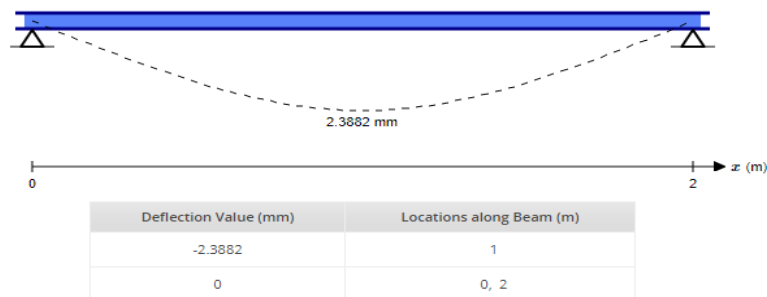 2.3882 mm
x (m)
0 2
Deflection Value (mm) Locations along Beam (m)
-2.3882 1
0 0, 2